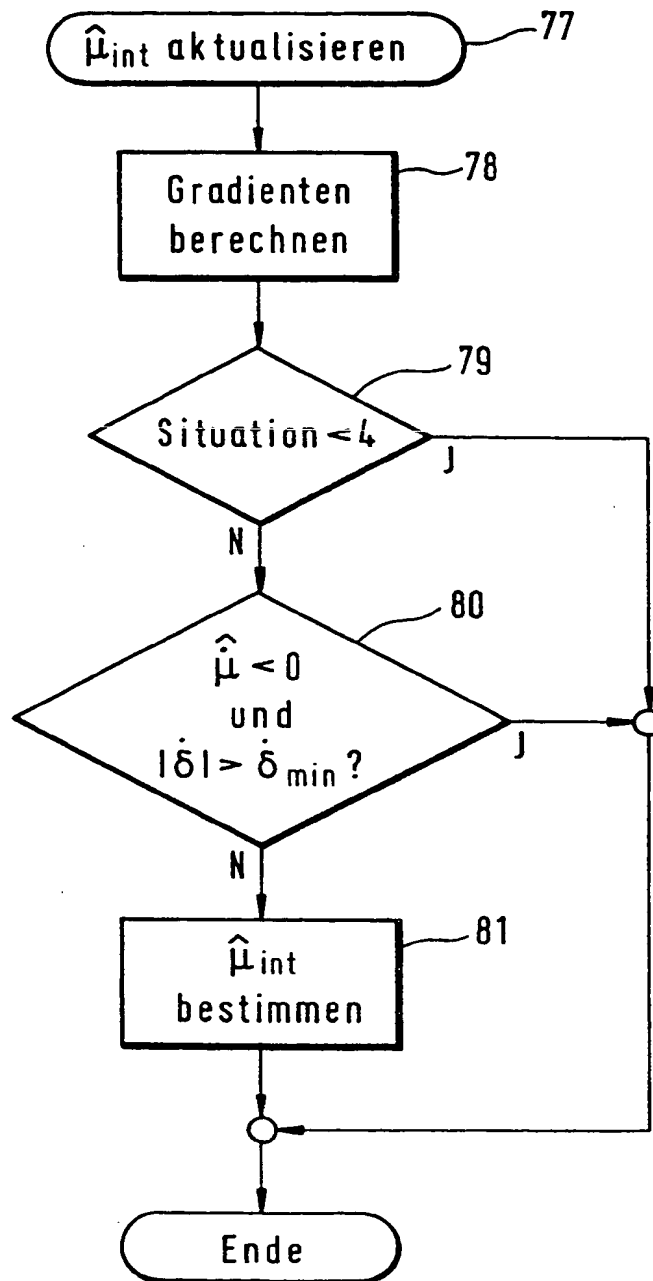 μ̂int aktualisieren
77
Gradienten
berechnen
78
Situation < 4
79
J
N
μ̂̇ < 0
und
|δ̇| > δ̇min ?
80
J
N
μ̂int
bestimmen
81
Ende